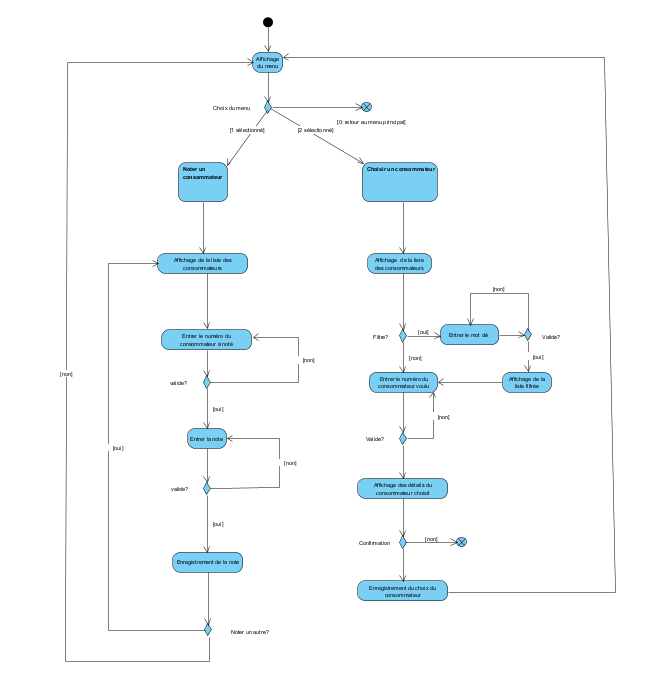 Affichage
du menu
Choix du menu
[0: retour au menu principal]
[1 sélectionné]
[2 sélectionné]
Noter un
consommateur
Choisir un consommateur
Affichage de la liste des
consommateurs
Affichage de la liste
des consommateurs
[non]
Entrer le numéro du
consommateur à noté
Filtre?
[oui]
Entrer le mot clé
Valide?
[non]
[non]
[oui]
[non]
valide?
Entrer le numéro du
consommateur voulu
Affichage de la
liste filtrée
[oui]
[non]
Entrer la note
Valide?
[oui]
[non]
valide?
Affichage des détails du
consommateur choisit
[oui]
Confirmation
[non]
Enregistrement de la note
Enregistrement du choix du
consommateur
Noter un autre?